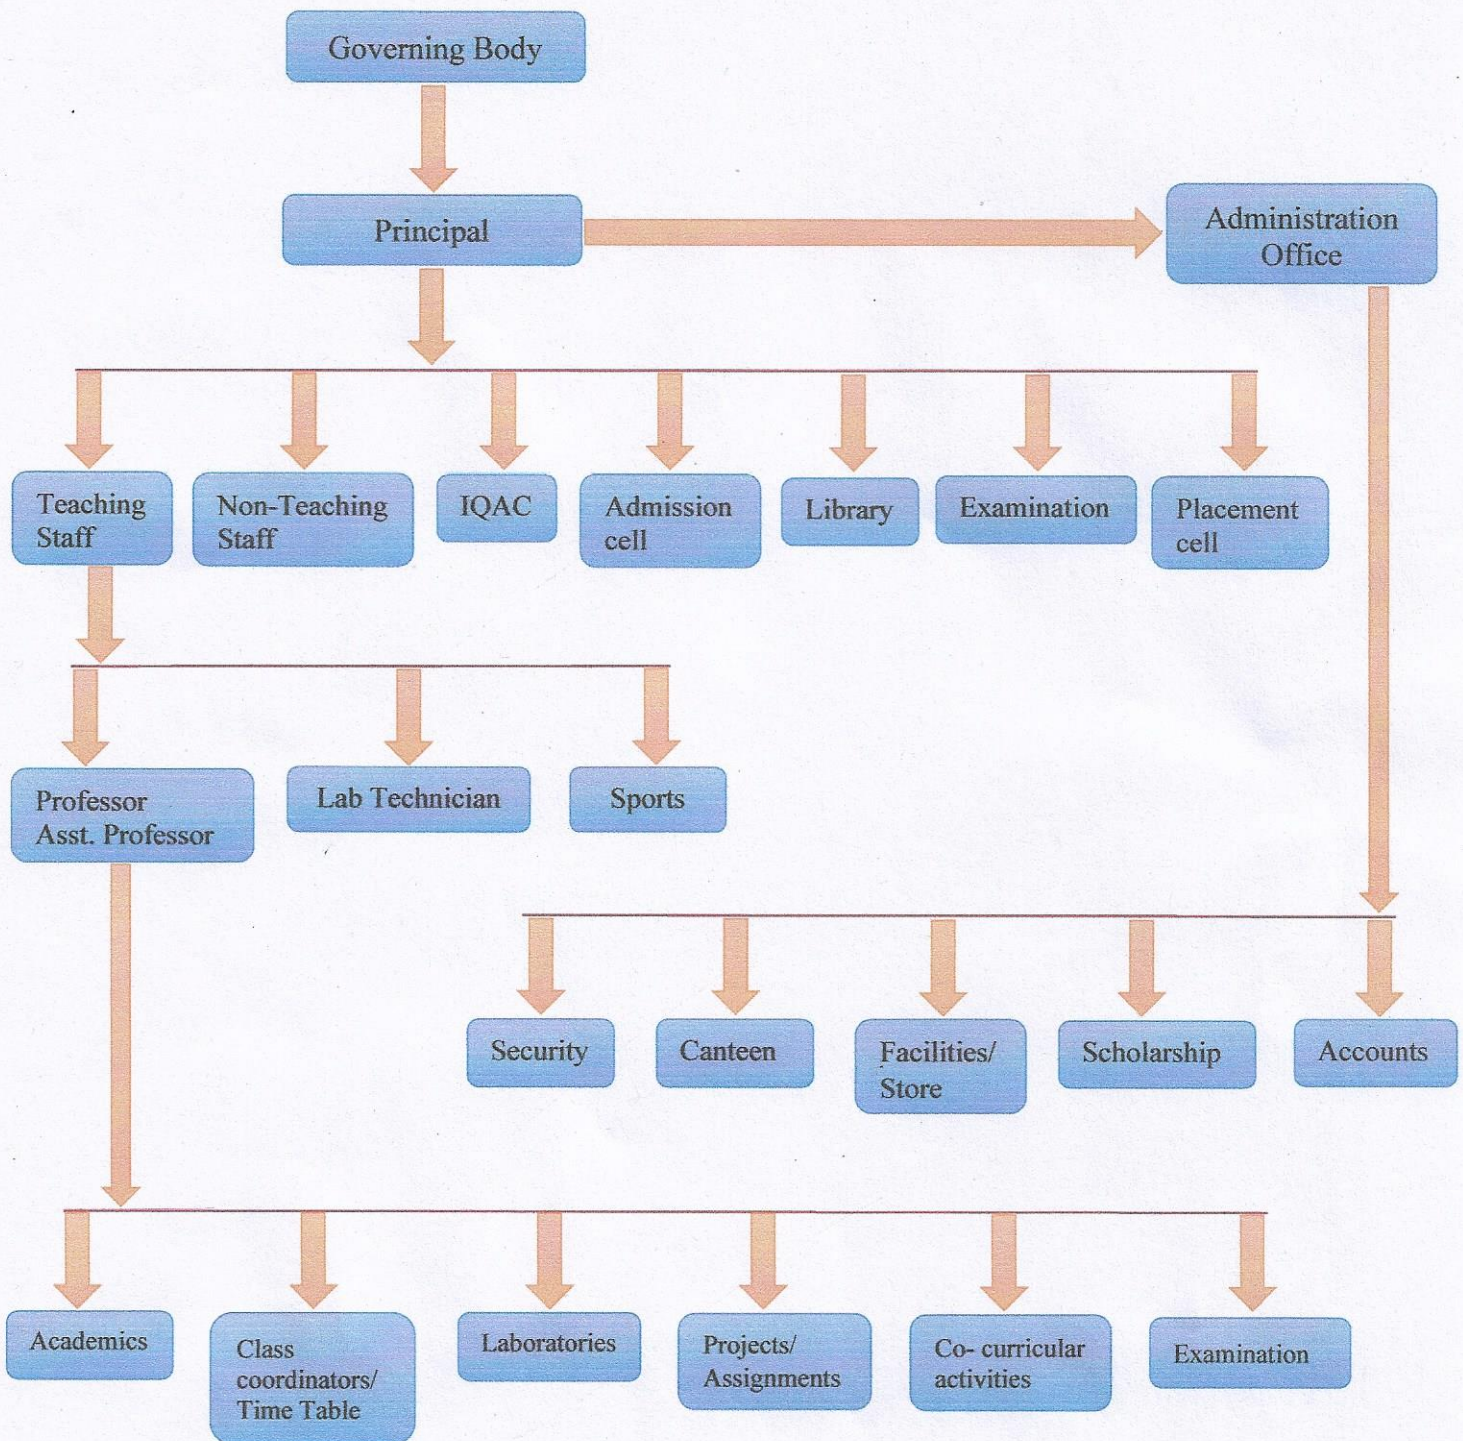 Governing Body
Principal
Administration
Office
Teaching
Staff
Non-Teaching
Staff
IQAC
Admission
cell
Library
Examination
Placement
cell
Professor
Asst. Professor
Lab Technician
Sports
Security
Canteen
Facilities/
Store
Scholarship
Accounts
Academics
Class
coordinators/
Time Table
Laboratories
Projects/
Assignments
Co- curricular
activities
Examination